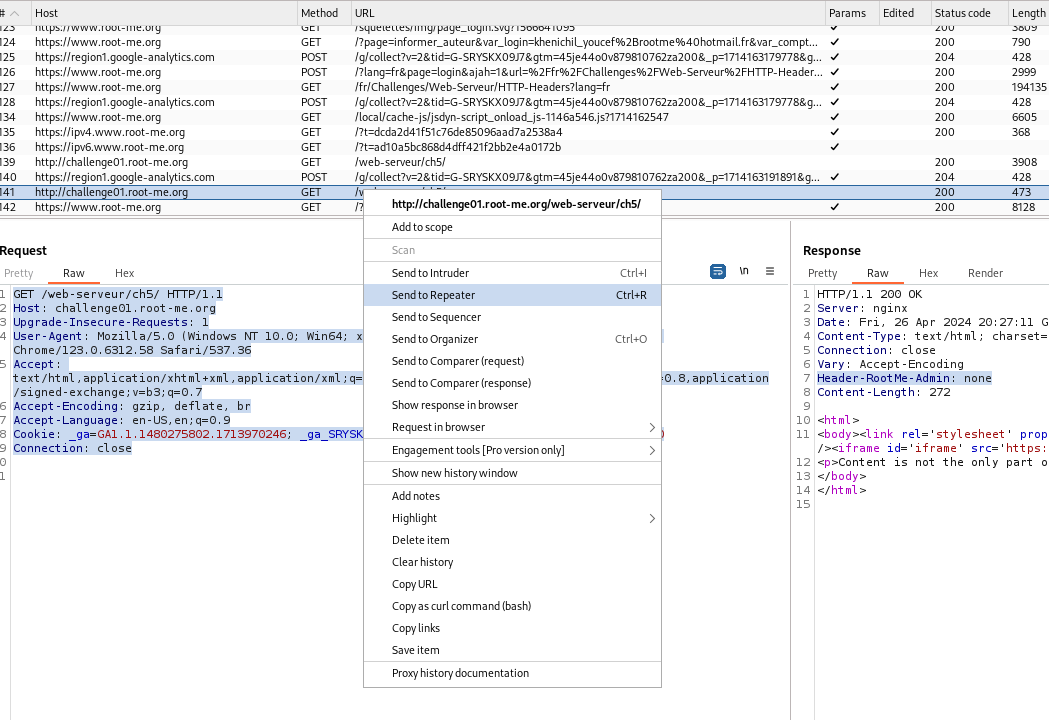 # Host Method URL Params Edited Status code Length
123 https://www.root-me.org GET /squelettes/img/page_login.svg?1566641095 ✓ 200 3809
124 https://www.root-me.org GET /?page=informer_auteur&var_login=khenichil_youcef%2Brootme%40hotmail.fr&var_compt... ✓ 200 790
125 https://region1.google-analytics.com POST /g/collect?v=2&tid=G-SRYSKX09J7&gtm=45je44o0v879810762za200&_p=1714163179778&g... ✓ 204 428
126 https://www.root-me.org POST /?lang=fr&page=login&ajah=1&url=%2Ffr%2FChallenges%2FWeb-Serveur%2FHTTP-Header... ✓ 200 2999
127 https://www.root-me.org GET /fr/Challenges/Web-Serveur/HTTP-Headers?lang=fr ✓ 200 194135
128 https://region1.google-analytics.com POST /g/collect?v=2&tid=G-SRYSKX09J7&gtm=45je44o0v879810762za200&_p=1714163179778&g... ✓ 204 428
134 https://www.root-me.org GET /local/cache-js/jsdyn-script_onload_js-1146a546.js?1714162547 ✓ 200 6605
135 https://ipv4.www.root-me.org GET /?t=dcda2d41f51c76de85096aad7a2538a4 ✓ 200 368
136 https://ipv6.www.root-me.org GET /?t=ad10a5bc868d4dff421f2bb2e4a0172b ✓
139 http://challenge01.root-me.org GET /web-serveur/ch5/ 200 3908
140 https://region1.google-analytics.com POST /g/collect?v=2&tid=G-SRYSKX09J7&gtm=45je44o0v879810762za200&_p=1714163191891&g... ✓ 204 428
141 http://challenge01.root-me.org GET 200 473
142 https://www.root-me.org GET /? ✓ 200 8128
http://challenge01.root-me.org/web-serveur/ch5/
Add to scope
Scan
Send to Intruder Ctrl+I
Send to Repeater Ctrl+R
Send to Sequencer
Send to Organizer Ctrl+O
Send to Comparer (request)
Send to Comparer (response)
Show response in browser
Request in browser
Engagement tools [Pro version only]
Show new history window
Add notes
Highlight
Delete item
Clear history
Copy URL
Copy as curl command (bash)
Copy links
Save item
Proxy history documentation
Request
Pretty Raw Hex \n
1 GET /web-serveur/ch5/ HTTP/1.1
2 Host: challenge01.root-me.org
3 Upgrade-Insecure-Requests: 1
4 User-Agent: Mozilla/5.0 (Windows NT 10.0; Win64; x
Chrome/123.0.6312.58 Safari/537.36
5 Accept:
text/html,application/xhtml+xml,application/xml;q= =0.8,application
/signed-exchange;v=b3;q=0.7
6 Accept-Encoding: gzip, deflate, br
7 Accept-Language: en-US,en;q=0.9
8 Cookie: _ga=GA1.1.1480275802.1713970246; _ga_SRYSK
9 Connection: close
0
1
Response
Pretty Raw Hex Render
1 HTTP/1.1 200 OK
2 Server: nginx
3 Date: Fri, 26 Apr 2024 20:27:11 G
4 Content-Type: text/html; charset=
5 Connection: close
6 Vary: Accept-Encoding
7 Header-RootMe-Admin: none
8 Content-Length: 272
9
10 <html>
11 <body><link rel='stylesheet' prop
/><iframe id='iframe' src='https:
12 <p>Content is not the only part o
13 </body>
14 </html>
15